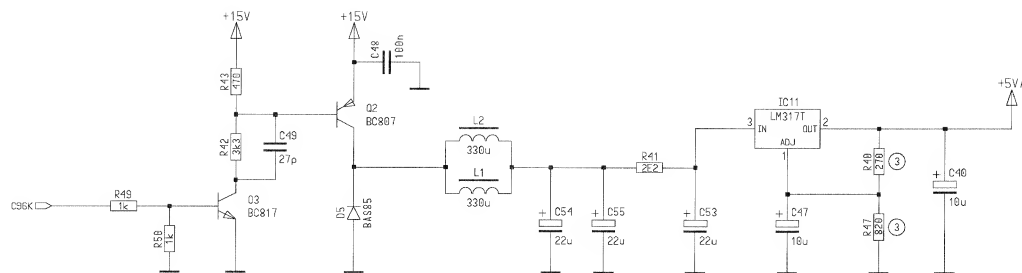 +15V
+15V
C48
100n
+5VA
R43
470
Q2
BC807
IC11
LM317T
3
IN
OUT
2
ADJ
1
R42
3k3
C49
27p
L2
330u
L1
330u
R41
2E2
R48
270
3
C40
10u
C96K
R49
1k
Q3
BC817
R50
1k
D5
BAS85
+
C54
22u
+
C55
22u
+
C53
22u
+
C47
10u
R47
820
3
+